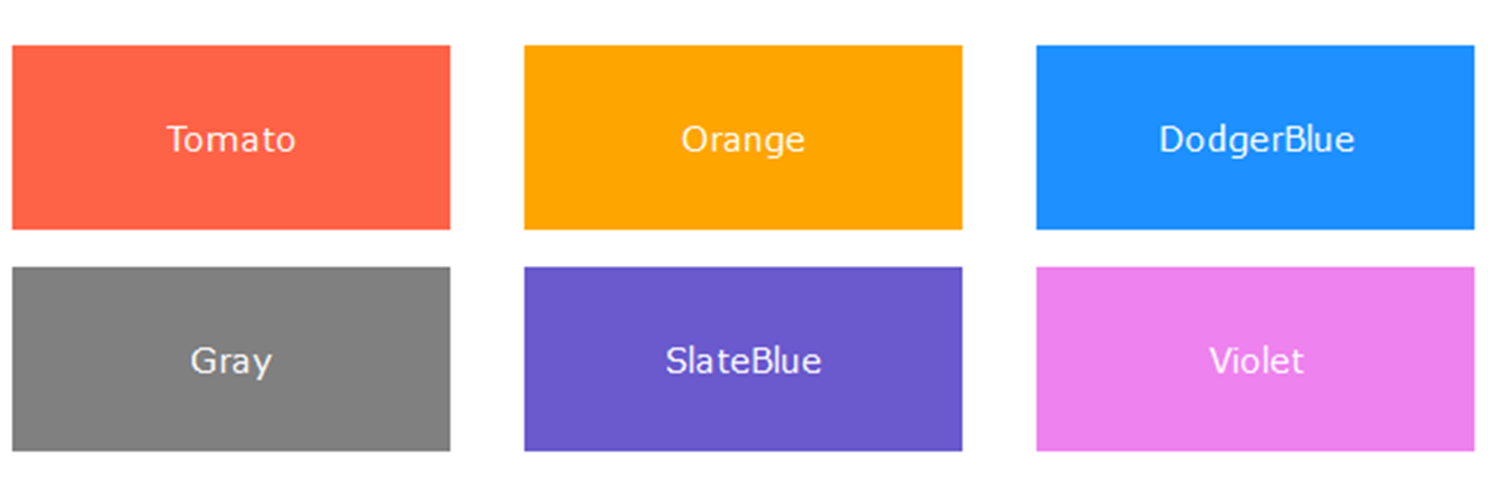 Tomato
Orange
DodgerBlue
Gray
SlateBlue
Violet